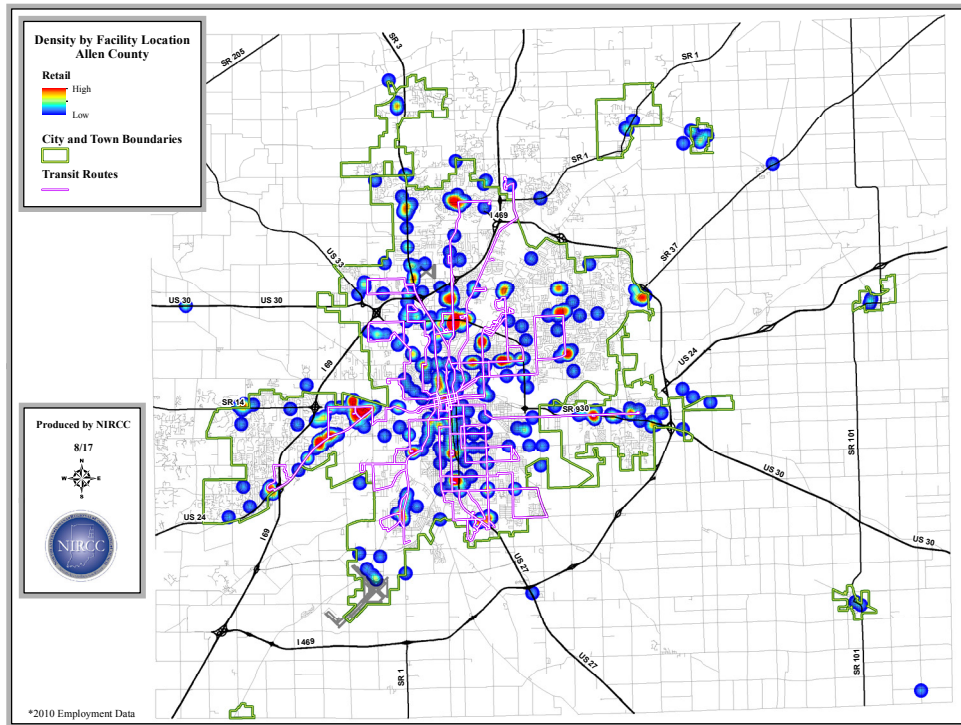 Density by Facility Location
Allen County
Retail
High
Low
City and Town Boundaries
Transit Routes
SR 205
SR 3
SR 1
SR 1
I 469
SR 37
US 33
US 30
US 30
I 69
US 24
SR 14
SR 930
SR 101
US 30
Produced by NIRCC
8/17
N
W
E
S
NIRCC
US 24
I 69
US 30
US 27
I 469
SR 1
US 27
SR 101
*2010 Employment Data